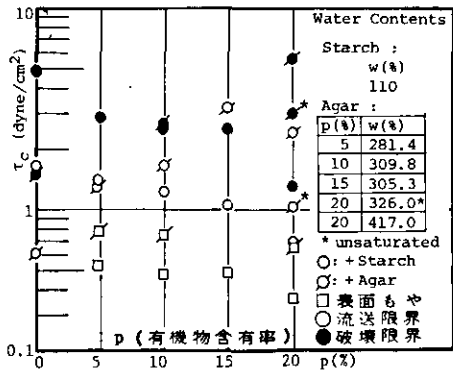 10
τc (dyne/cm²)
1
0.1
Water Contents
Starch :
w(%)
110
Agar :
p(%) w(%)
5 281.4
10 309.8
15 305.3
20 326.0*
20 417.0
* unsaturated
○: +Starch
∅: +Agar
□ 表面もや
○ 流送限界
● 破壊限界
*
*
p (有機物含有率)
0 5 10 15 20 p(%)